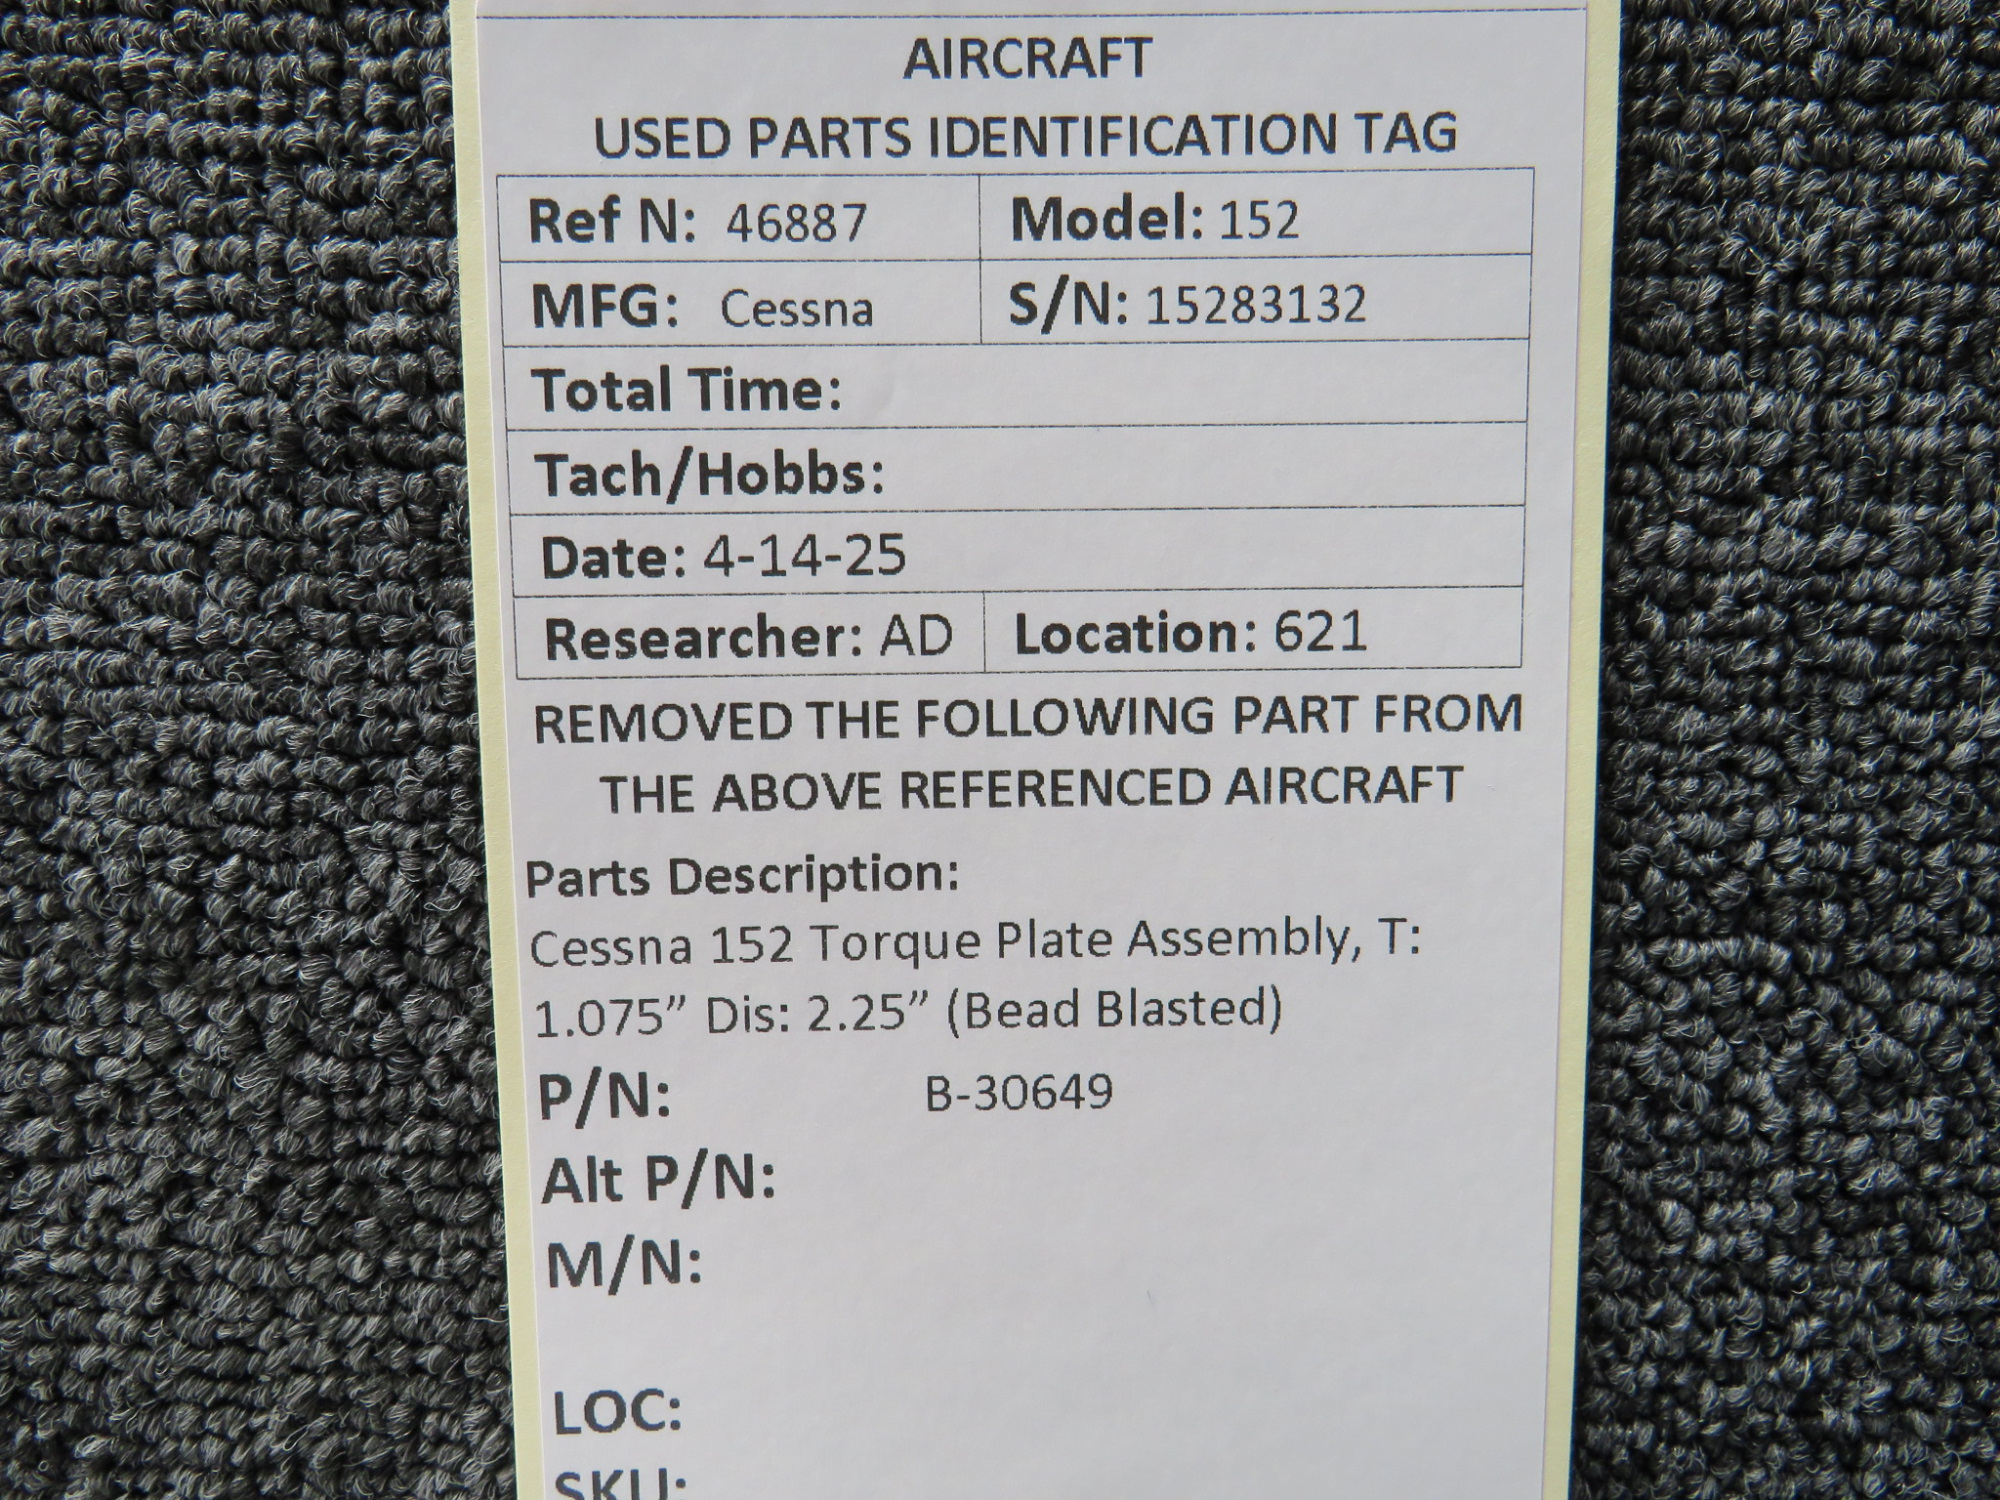 AIRCRAFT
USED PARTS IDENTIFICATION TAG
Ref N: 46887 Model: 152
MFG: Cessna S/N: 15283132
Total Time:
Tach/Hobbs:
Date: 4-14-25
Researcher: AD Location: 621
REMOVED THE FOLLOWING PART FROM
THE ABOVE REFERENCED AIRCRAFT
Parts Description:
Cessna 152 Torque Plate Assembly, T:
1.075” Dis: 2.25” (Bead Blasted)
P/N: B-30649
Alt P/N:
M/N:
LOC:
SKU: